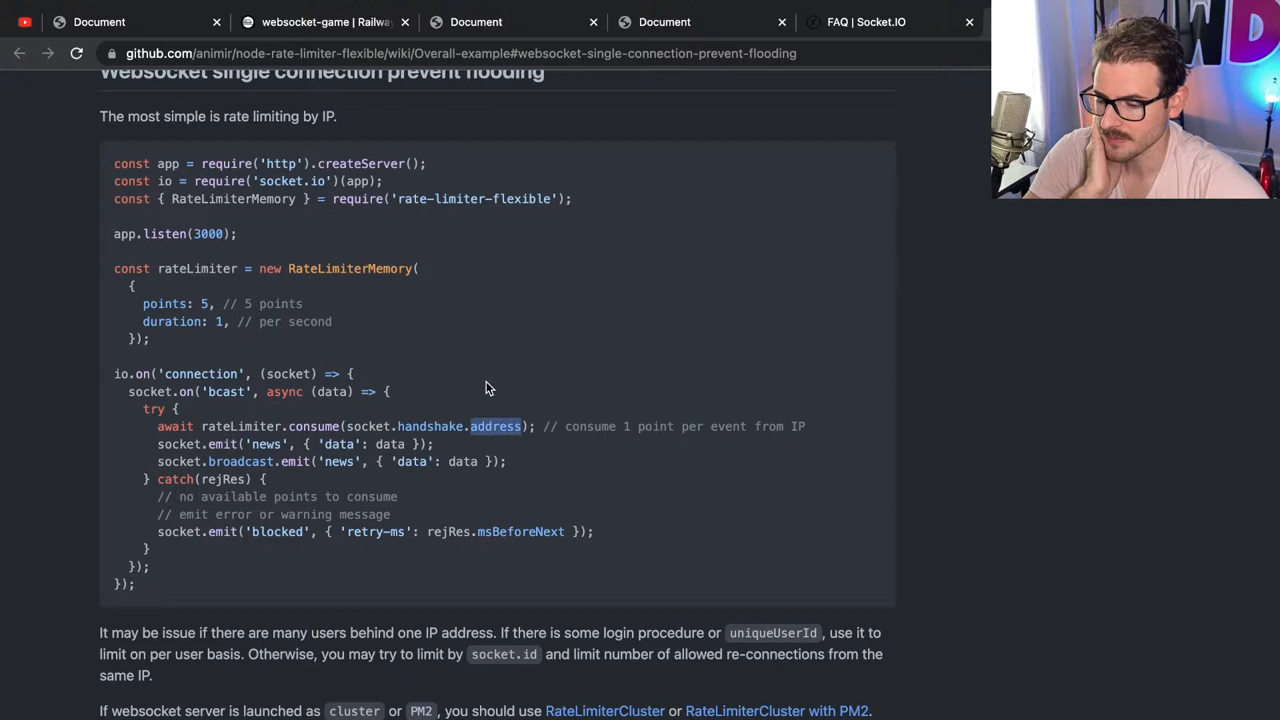 Document
websocket-game | Railway
Document
Document
FAQ | Socket.IO
github.com/animir/node-rate-limiter-flexible/wiki/Overall-example#websocket-single-connection-prevent-flooding
Websocket single connection prevent flooding
The most simple is rate limiting by IP.
const app = require('http').createServer();
const io = require('socket.io')(app);
const { RateLimiterMemory } = require('rate-limiter-flexible');
app.listen(3000);
const rateLimiter = new RateLimiterMemory(
{
points: 5, // 5 points
duration: 1, // per second
});
io.on('connection', (socket) => {
socket.on('bcast', async (data) => {
try {
await rateLimiter.consume(socket.handshake.address); // consume 1 point per event from IP
socket.emit('news', { 'data': data });
socket.broadcast.emit('news', { 'data': data });
} catch(rejRes) {
// no available points to consume
// emit error or warning message
socket.emit('blocked', { 'retry-ms': rejRes.msBeforeNext });
}
});
});
It may be issue if there are many users behind one IP address. If there is some login procedure or uniqueUserId, use it to
limit on per user basis. Otherwise, you may try to limit by socket.id and limit number of allowed re-connections from the
same IP.
If websocket server is launched as cluster or PM2, you should use RateLimiterCluster or RateLimiterCluster with PM2.